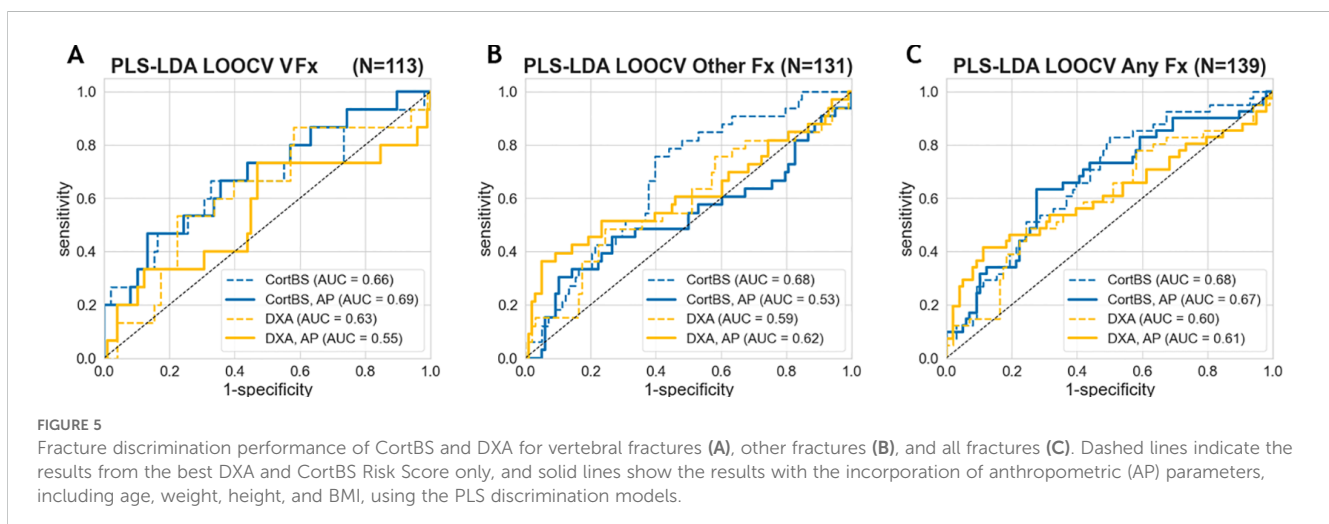 A
PLS-LDA LOOCV VFx (N=113)
1.0
0.8
0.6
0.4
0.2
0.0
sensitivity
CortBS (AUC = 0.66)
CortBS, AP (AUC = 0.69)
DXA (AUC = 0.63)
DXA, AP (AUC = 0.55)
0.0 0.2 0.4 0.6 0.8 1.0
1-specificity
B
PLS-LDA LOOCV Other Fx (N=131)
1.0
0.8
0.6
0.4
0.2
0.0
sensitivity
CortBS (AUC = 0.68)
CortBS, AP (AUC = 0.53)
DXA (AUC = 0.59)
DXA, AP (AUC = 0.62)
0.0 0.2 0.4 0.6 0.8 1.0
1-specificity
C
PLS-LDA LOOCV Any Fx (N=139)
1.0
0.8
0.6
0.4
0.2
0.0
sensitivity
CortBS (AUC = 0.68)
CortBS, AP (AUC = 0.67)
DXA (AUC = 0.60)
DXA, AP (AUC = 0.61)
0.0 0.2 0.4 0.6 0.8 1.0
1-specificity
FIGURE 5
Fracture discrimination performance of CortBS and DXA for vertebral fractures (A), other fractures (B), and all fractures (C). Dashed lines indicate the
results from the best DXA and CortBS Risk Score only, and solid lines show the results with the incorporation of anthropometric (AP) parameters,
including age, weight, height, and BMI, using the PLS discrimination models.